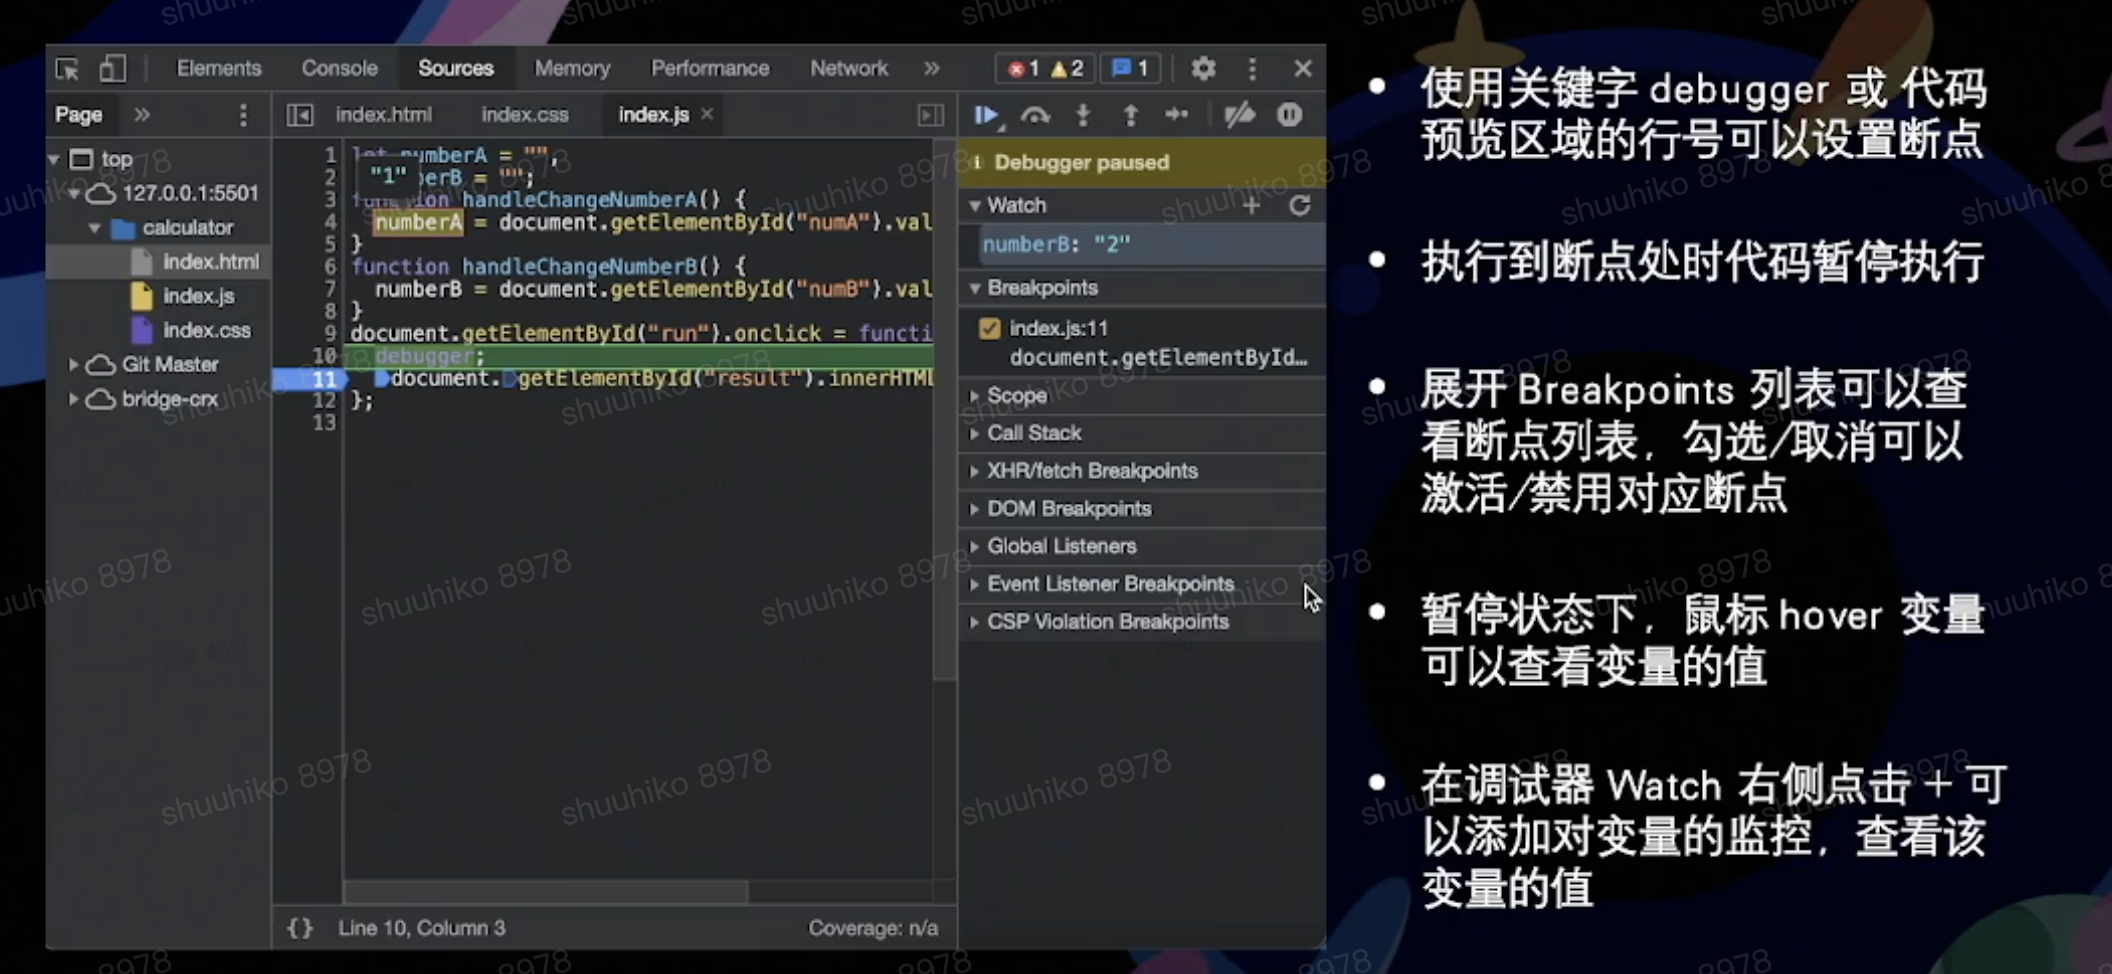 Elements Console Sources Memory Performance Network » 1 2 1
Page » index.html index.css index.js ×
top
127.0.0.1:5501
calculator
index.html
index.js
index.css
Git Master
bridge-crx
1 let numberA = "";
"1"
2 berB = "";
3 function handleChangeNumberA() {
4 numberA = document.getElementById("numA").val
5 }
6 function handleChangeNumberB() {
7 numberB = document.getElementById("numB").val
8 }
9 document.getElementById("run").onclick = functi
10 debugger;
11 document.getElementById("result").innerHTML
12 };
13
{} Line 10, Column 3 Coverage: n/a
Debugger paused
Watch
numberB: "2"
Breakpoints
index.js:11
document.getElementById…
Scope
Call Stack
XHR/fetch Breakpoints
DOM Breakpoints
Global Listeners
Event Listener Breakpoints
CSP Violation Breakpoints
• 使用关键字 debugger 或 代码
预览区域的行号可以设置断点
• 执行到断点处时代码暂停执行
• 展开 Breakpoints 列表可以查
看断点列表，勾选/取消可以
激活/禁用对应断点
• 暂停状态下，鼠标 hover 变量
可以查看变量的值
• 在调试器 Watch 右侧点击 + 可
以添加对变量的监控，查看该
变量的值
shuuhiko 8978